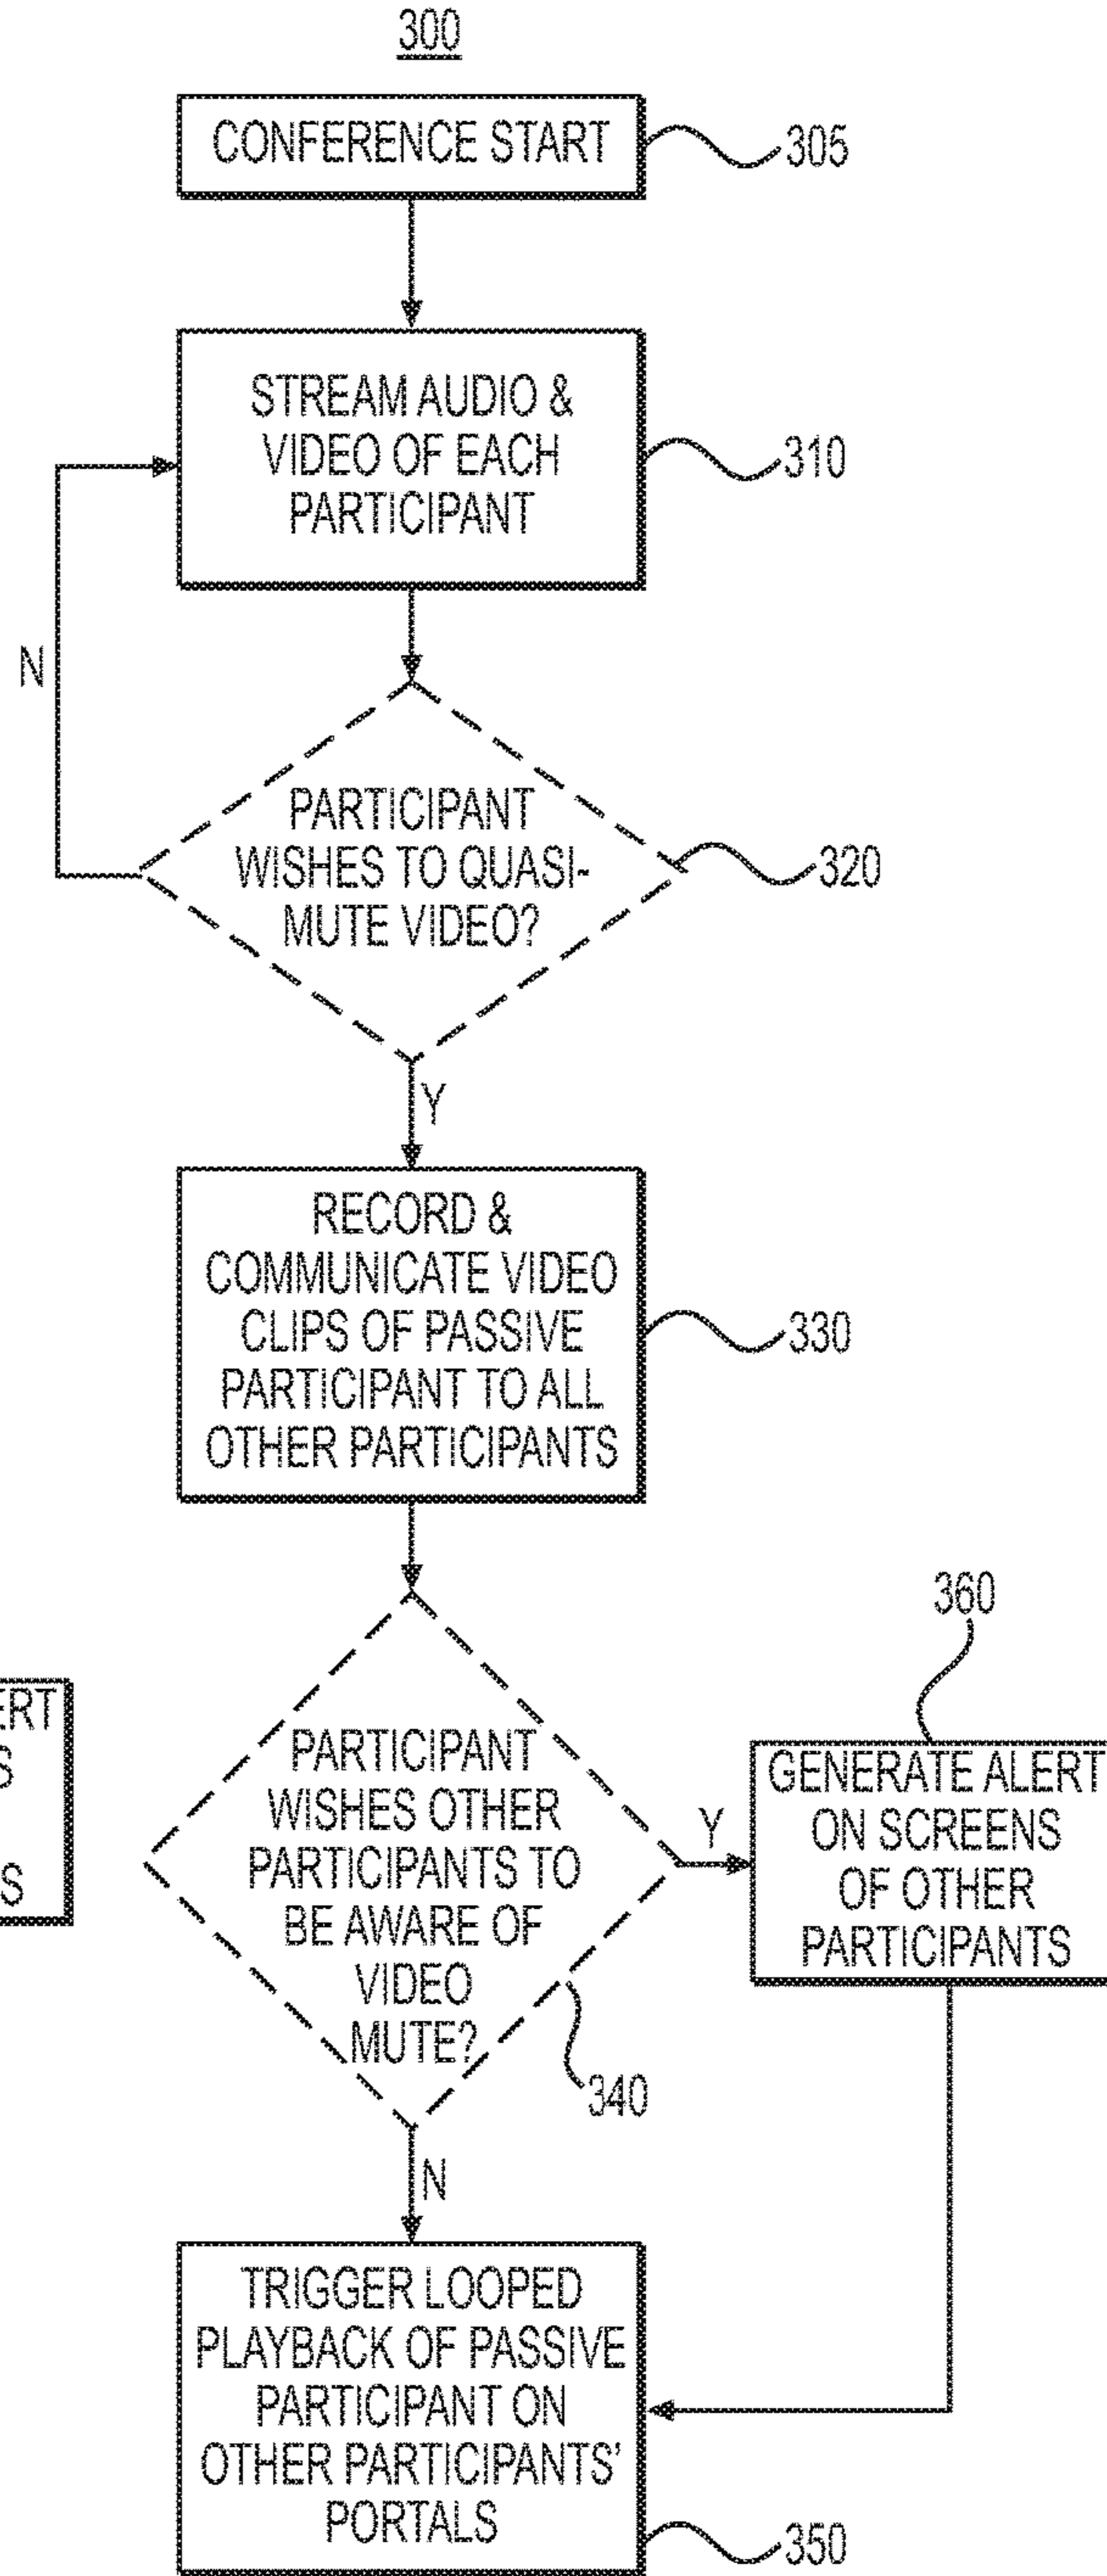 300
CONFERENCE START
305
STREAM AUDIO &
VIDEO OF EACH
PARTICIPANT
310
N
PARTICIPANT
WISHES TO QUASI-
MUTE VIDEO?
320
Y
RECORD &
COMMUNICATE VIDEO
CLIPS OF PASSIVE
PARTICIPANT TO ALL
OTHER PARTICIPANTS
330
PARTICIPANT
WISHES OTHER
PARTICIPANTS TO
BE AWARE OF
VIDEO
MUTE?
340
Y
360
GENERATE ALERT
ON SCREENS
OF OTHER
PARTICIPANTS
N
TRIGGER LOOPED
PLAYBACK OF PASSIVE
PARTICIPANT ON
OTHER PARTICIPANTS'
PORTALS
350